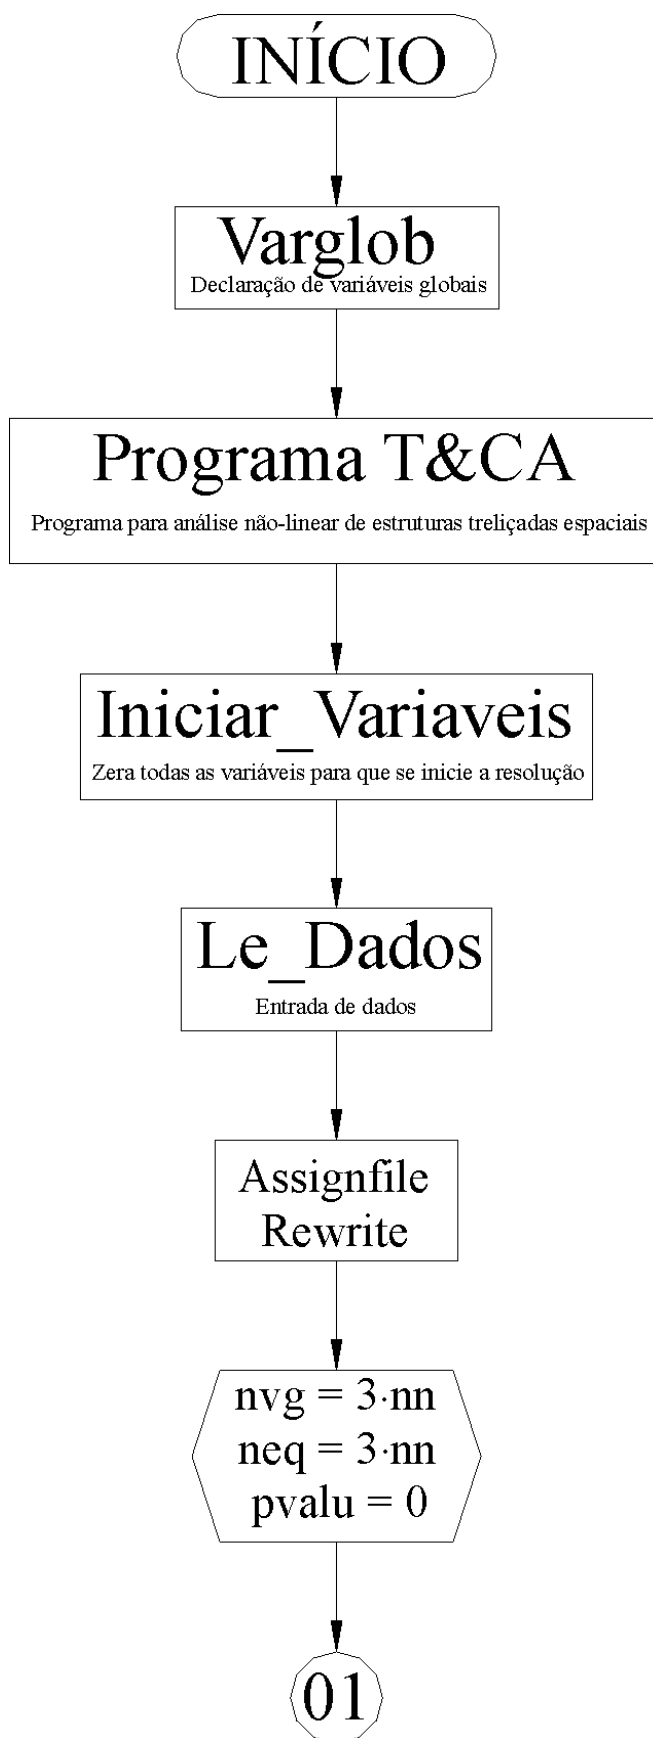 INÍCIO
Varglob
Declaração de variáveis globais
Programa T&CA
Programa para análise não-linear de estruturas treliçadas espaciais
Iniciar_Variaveis
Zera todas as variáveis para que se inicie a resolução
Le_Dados
Entrada de dados
Assignfile
Rewrite
nvg = 3·nn
neq = 3·nn
pvalu = 0
01